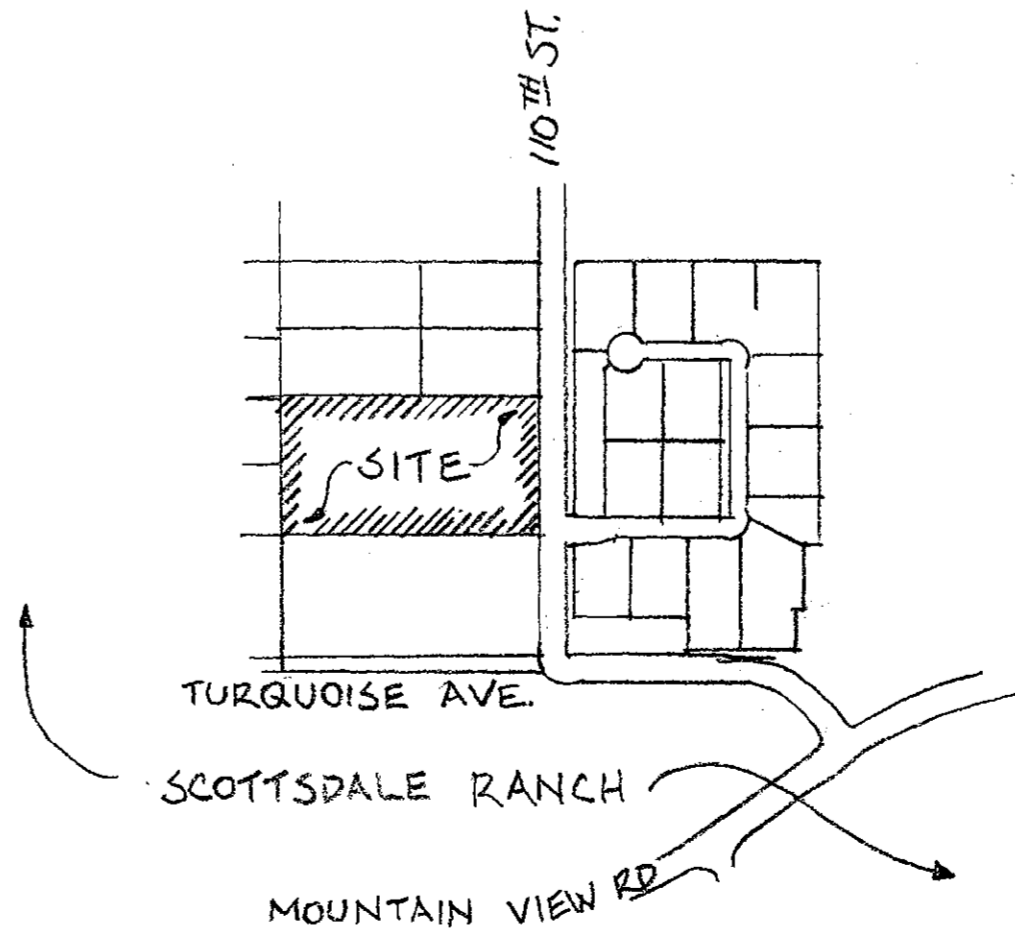 110TH ST.
SITE
TURQUOISE AVE.
SCOTTSDALE RANCH
MOUNTAIN VIEW RD